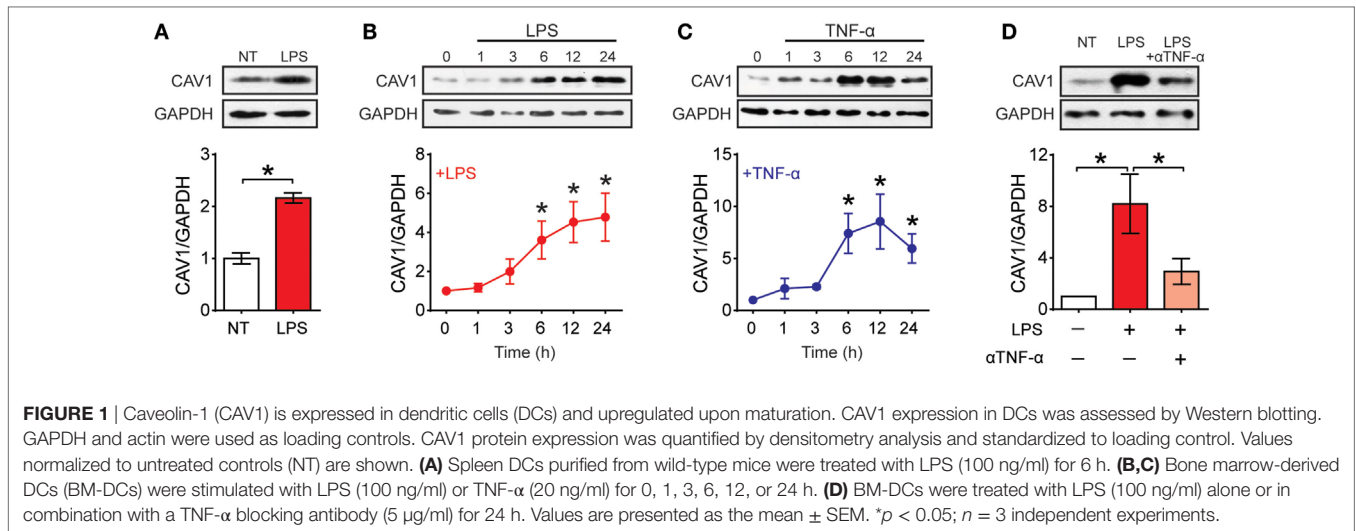 A
NT LPS
CAV1
GAPDH
CAV1/GAPDH
3
2
1
0
*
NT LPS
B
LPS
0 1 3 6 12 24
CAV1
GAPDH
CAV1/GAPDH
8
6
4
2
0
+LPS
* * *
0 1 3 6 12 24
Time (h)
C
TNF-α
0 1 3 6 12 24
CAV1
GAPDH
CAV1/GAPDH
15
10
5
0
+TNF-α
* * *
0 1 3 6 12 24
Time (h)
D
NT LPS LPS
+αTNF-α
CAV1
GAPDH
CAV1/GAPDH
12
8
4
0
* *
LPS – + +
αTNF-α – – +
FIGURE 1 | Caveolin-1 (CAV1) is expressed in dendritic cells (DCs) and upregulated upon maturation. CAV1 expression in DCs was assessed by Western blotting.
GAPDH and actin were used as loading controls. CAV1 protein expression was quantified by densitometry analysis and standardized to loading control. Values
normalized to untreated controls (NT) are shown. (A) Spleen DCs purified from wild-type mice were treated with LPS (100 ng/ml) for 6 h. (B,C) Bone marrow-derived
DCs (BM-DCs) were stimulated with LPS (100 ng/ml) or TNF-α (20 ng/ml) for 0, 1, 3, 6, 12, or 24 h. (D) BM-DCs were treated with LPS (100 ng/ml) alone or in
combination with a TNF-α blocking antibody (5 μg/ml) for 24 h. Values are presented as the mean ± SEM. *p < 0.05; n = 3 independent experiments.